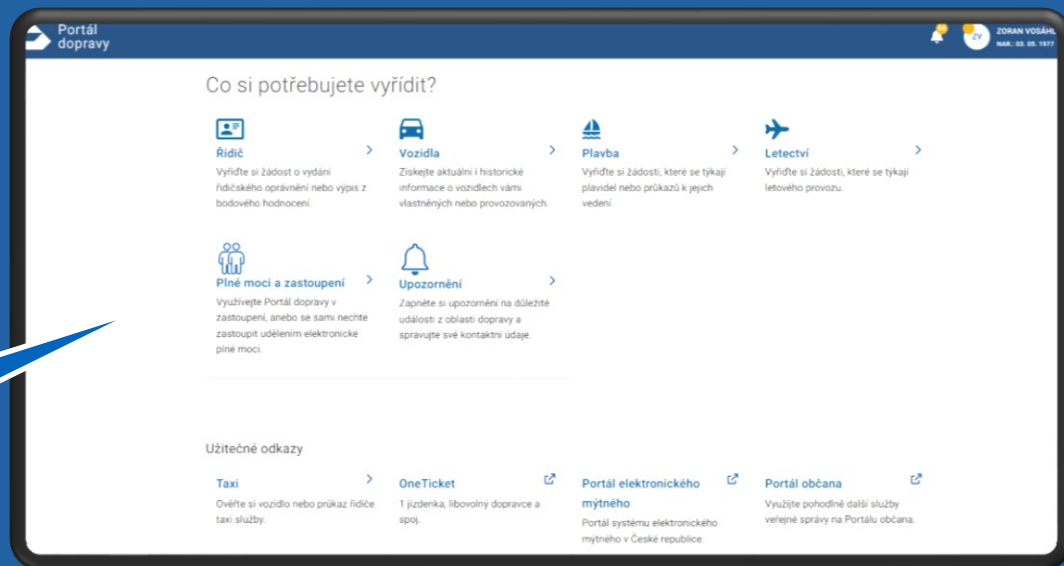 Portál
dopravy
ZY
ZORAN VOSÁHL
NAR.: 03. 05. 1977
Co si potřebujete vyřídit?
Řidič
Vyřiďte si žádost o vydání
řidičského oprávnění nebo výpis z
bodového hodnocení.
Vozidla
Získejte aktuální i historické
informace o vozidlech vámi
vlastněných nebo provozovaných.
Plavba
Vyřiďte si žádosti, které se týkají
plavidel nebo průkazů k jejich
vedení.
Letectví
Vyřiďte si žádosti, které se týkají
letového provozu.
Plné moci a zastoupení
Využívejte Portál dopravy v
zastoupení, anebo se sami nechte
zastoupit udělením elektronické
plné moci.
Upozornění
Zapněte si upozornění na důležité
události z oblasti dopravy a
spravujte své kontaktní údaje.
Užitečné odkazy
Taxi
Ověřte si vozidlo nebo průkaz řidiče
taxi služby.
OneTicket
1 jízdenka, libovolný dopravce a
spoj.
Portál elektronického
mýtného
Portál systému elektronického
mýtného v České republice.
Portál občana
Využijte pohodlně další služby
veřejné správy na Portálu občana.